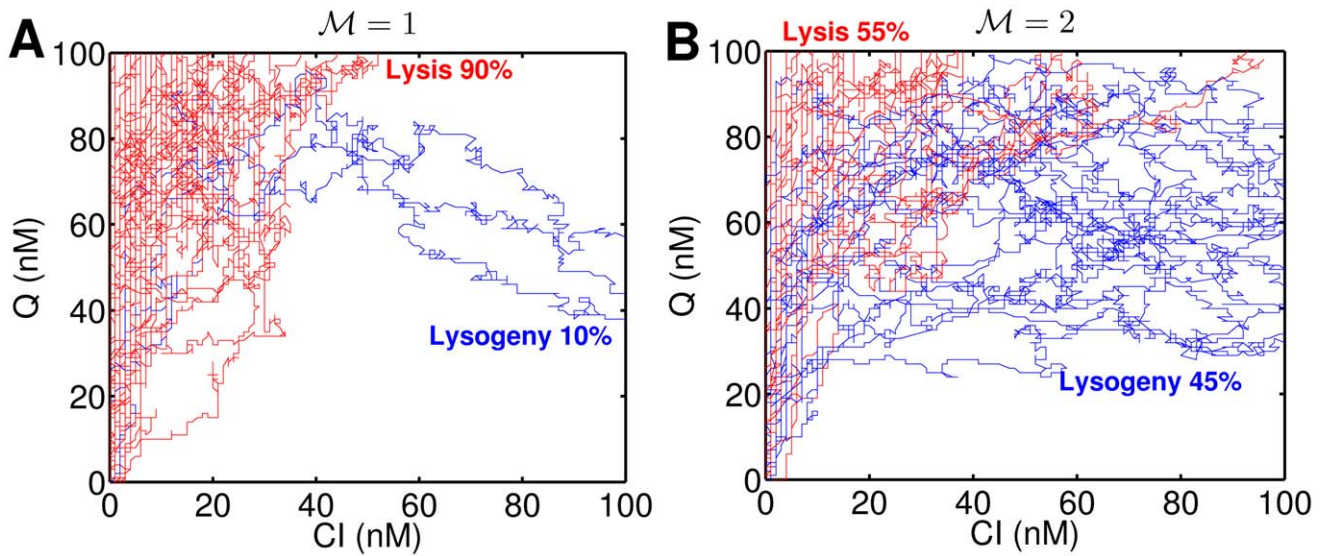 A
ℳ = 1
Lysis 90%
Lysogeny 10%
Q (nM)
100
80
60
40
20
0
0 20 40 60 80 100
CI (nM)
B
ℳ = 2
Lysis 55%
Lysogeny 45%
Q (nM)
100
80
60
40
20
0
0 20 40 60 80 100
CI (nM)